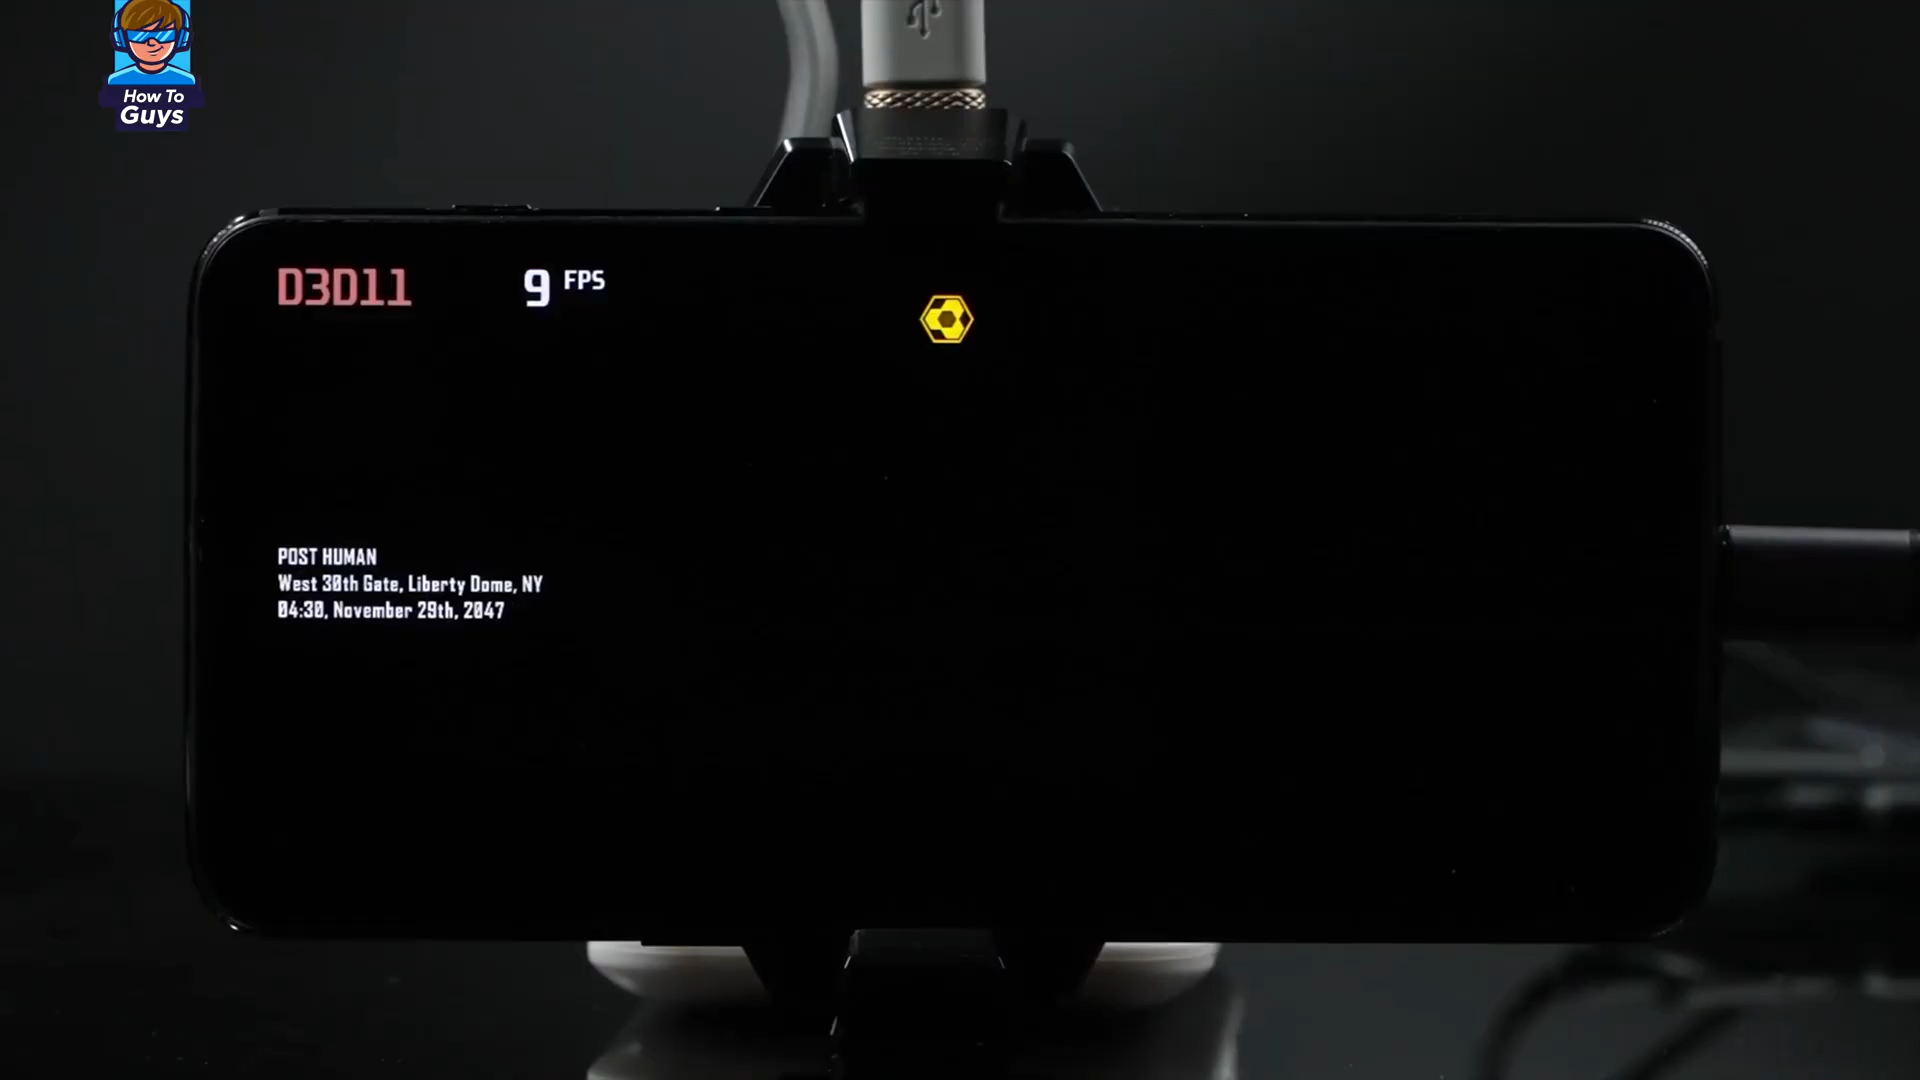 How To
Guys
D3D11
9 FPS
POST HUMAN
West 30th Gate, Liberty Dome, NY
04:30, November 29th, 2047